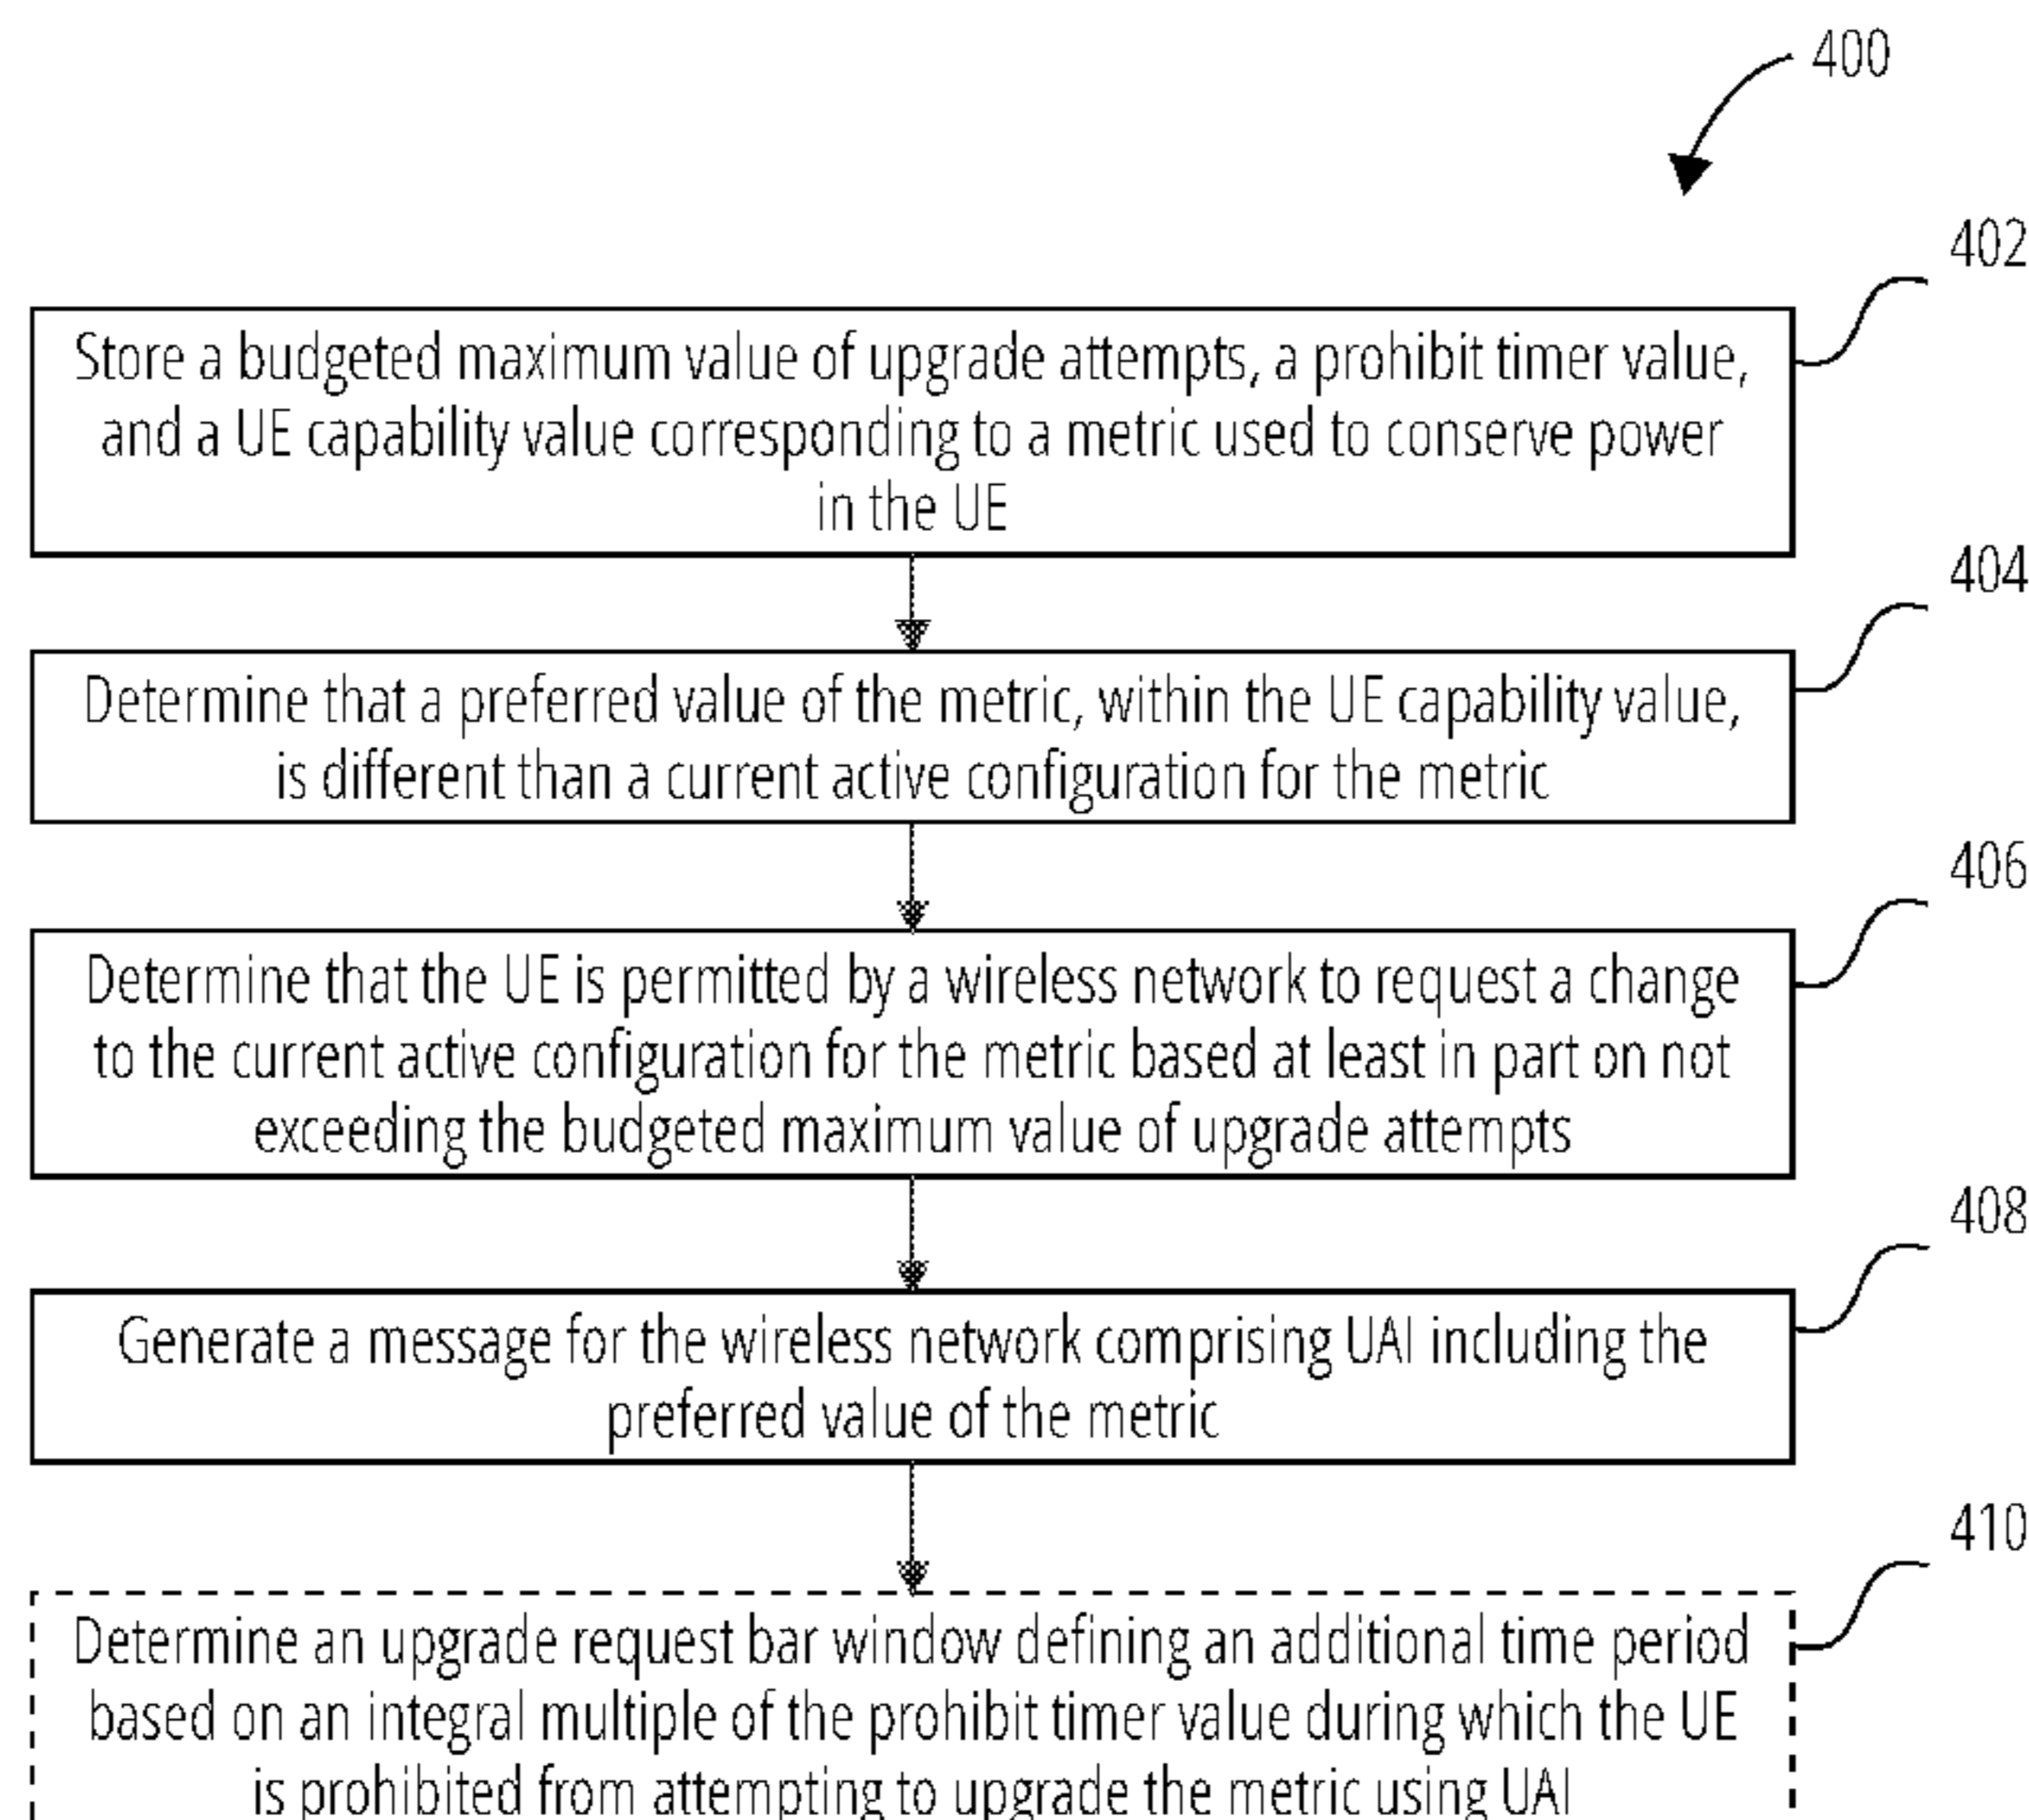 400
402
Store a budgeted maximum value of upgrade attempts, a prohibit timer value,
and a UE capability value corresponding to a metric used to conserve power
in the UE
404
Determine that a preferred value of the metric, within the UE capability value,
is different than a current active configuration for the metric
406
Determine that the UE is permitted by a wireless network to request a change
to the current active configuration for the metric based at least in part on not
exceeding the budgeted maximum value of upgrade attempts
408
Generate a message for the wireless network comprising UAI including the
preferred value of the metric
410
Determine an upgrade request bar window defining an additional time period
based on an integral multiple of the prohibit timer value during which the UE
is prohibited from attempting to upgrade the metric using UAI